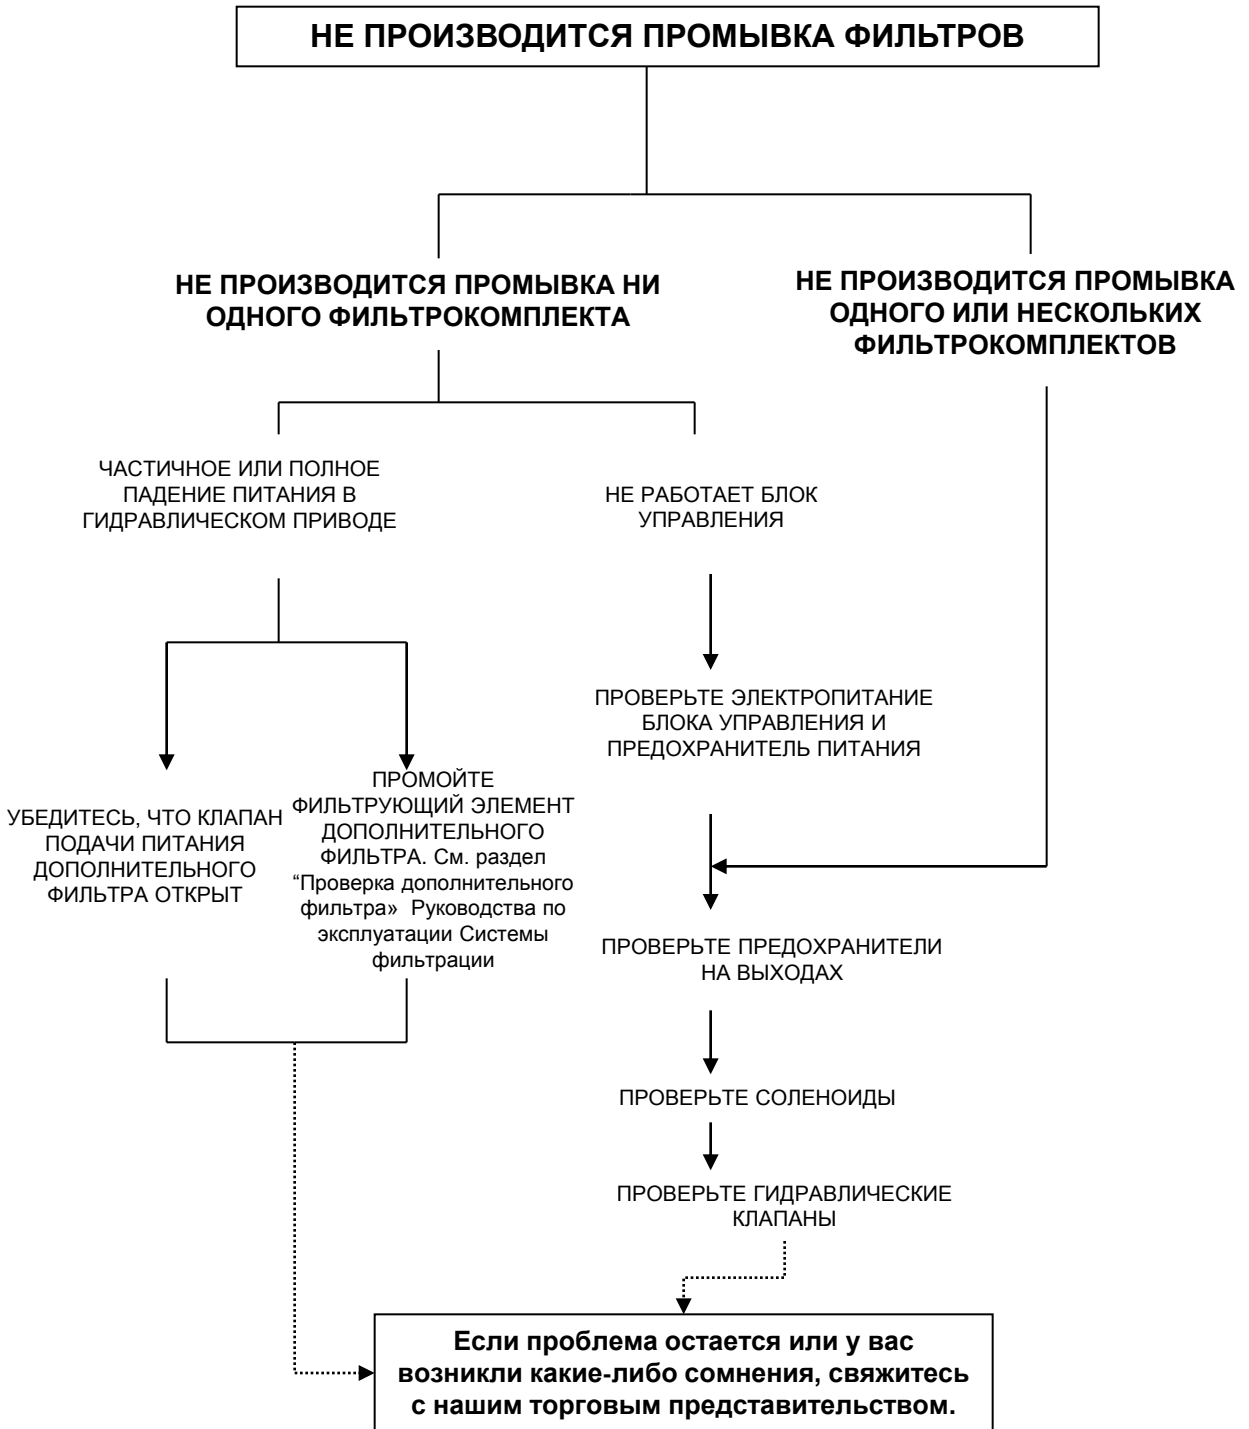 НЕ ПРОИЗВОДИТСЯ ПРОМЫВКА ФИЛЬТРОВ
НЕ ПРОИЗВОДИТСЯ ПРОМЫВКА НИ
ОДНОГО ФИЛЬТРОКОМПЛЕКТА
НЕ ПРОИЗВОДИТСЯ ПРОМЫВКА
ОДНОГО ИЛИ НЕСКОЛЬКИХ
ФИЛЬТРОКОМПЛЕКТОВ
ЧАСТИЧНОЕ ИЛИ ПОЛНОЕ
ПАДЕНИЕ ПИТАНИЯ В
ГИДРАВЛИЧЕСКОМ ПРИВОДЕ
НЕ РАБОТАЕТ БЛОК
УПРАВЛЕНИЯ
ПРОВЕРЬТЕ ЭЛЕКТРОПИТАНИЕ
БЛОКА УПРАВЛЕНИЯ И
ПРЕДОХРАНИТЕЛЬ ПИТАНИЯ
УБЕДИТЕСЬ, ЧТО КЛАПАН
ПОДАЧИ ПИТАНИЯ
ДОПОЛНИТЕЛЬНОГО
ФИЛЬТРА ОТКРЫТ
ПРОМОЙТЕ
ФИЛЬТРУЮЩИЙ ЭЛЕМЕНТ
ДОПОЛНИТЕЛЬНОГО
ФИЛЬТРА. См. раздел
“Проверка дополнительного
фильтра» Руководства по
эксплуатации Системы
фильтрации
ПРОВЕРЬТЕ ПРЕДОХРАНИТЕЛИ
НА ВЫХОДАХ
ПРОВЕРЬТЕ СОЛЕНОИДЫ
ПРОВЕРЬТЕ ГИДРАВЛИЧЕСКИЕ
КЛАПАНЫ
Если проблема остается или у вас
возникли какие-либо сомнения, свяжитесь
с нашим торговым представительством.